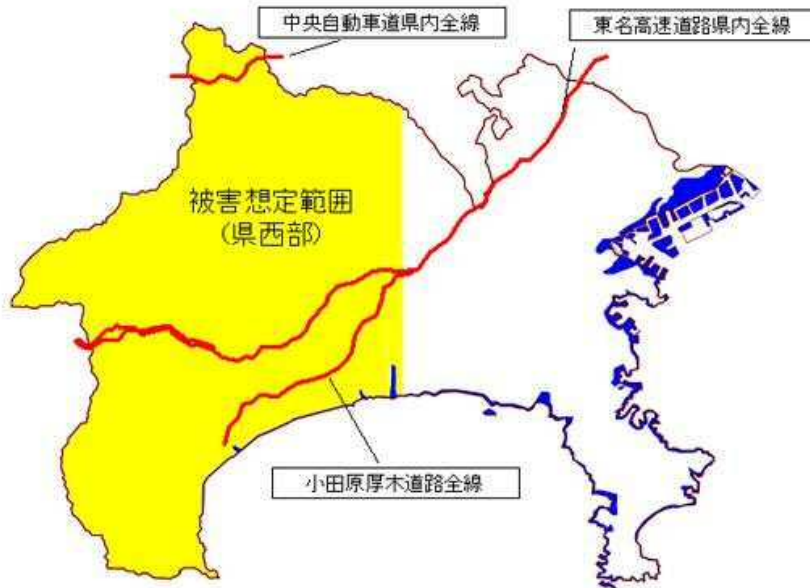 中央自動車道県内全線
東名高速道路県内全線
被害想定範囲
(県西部)
小田原厚木道路全線